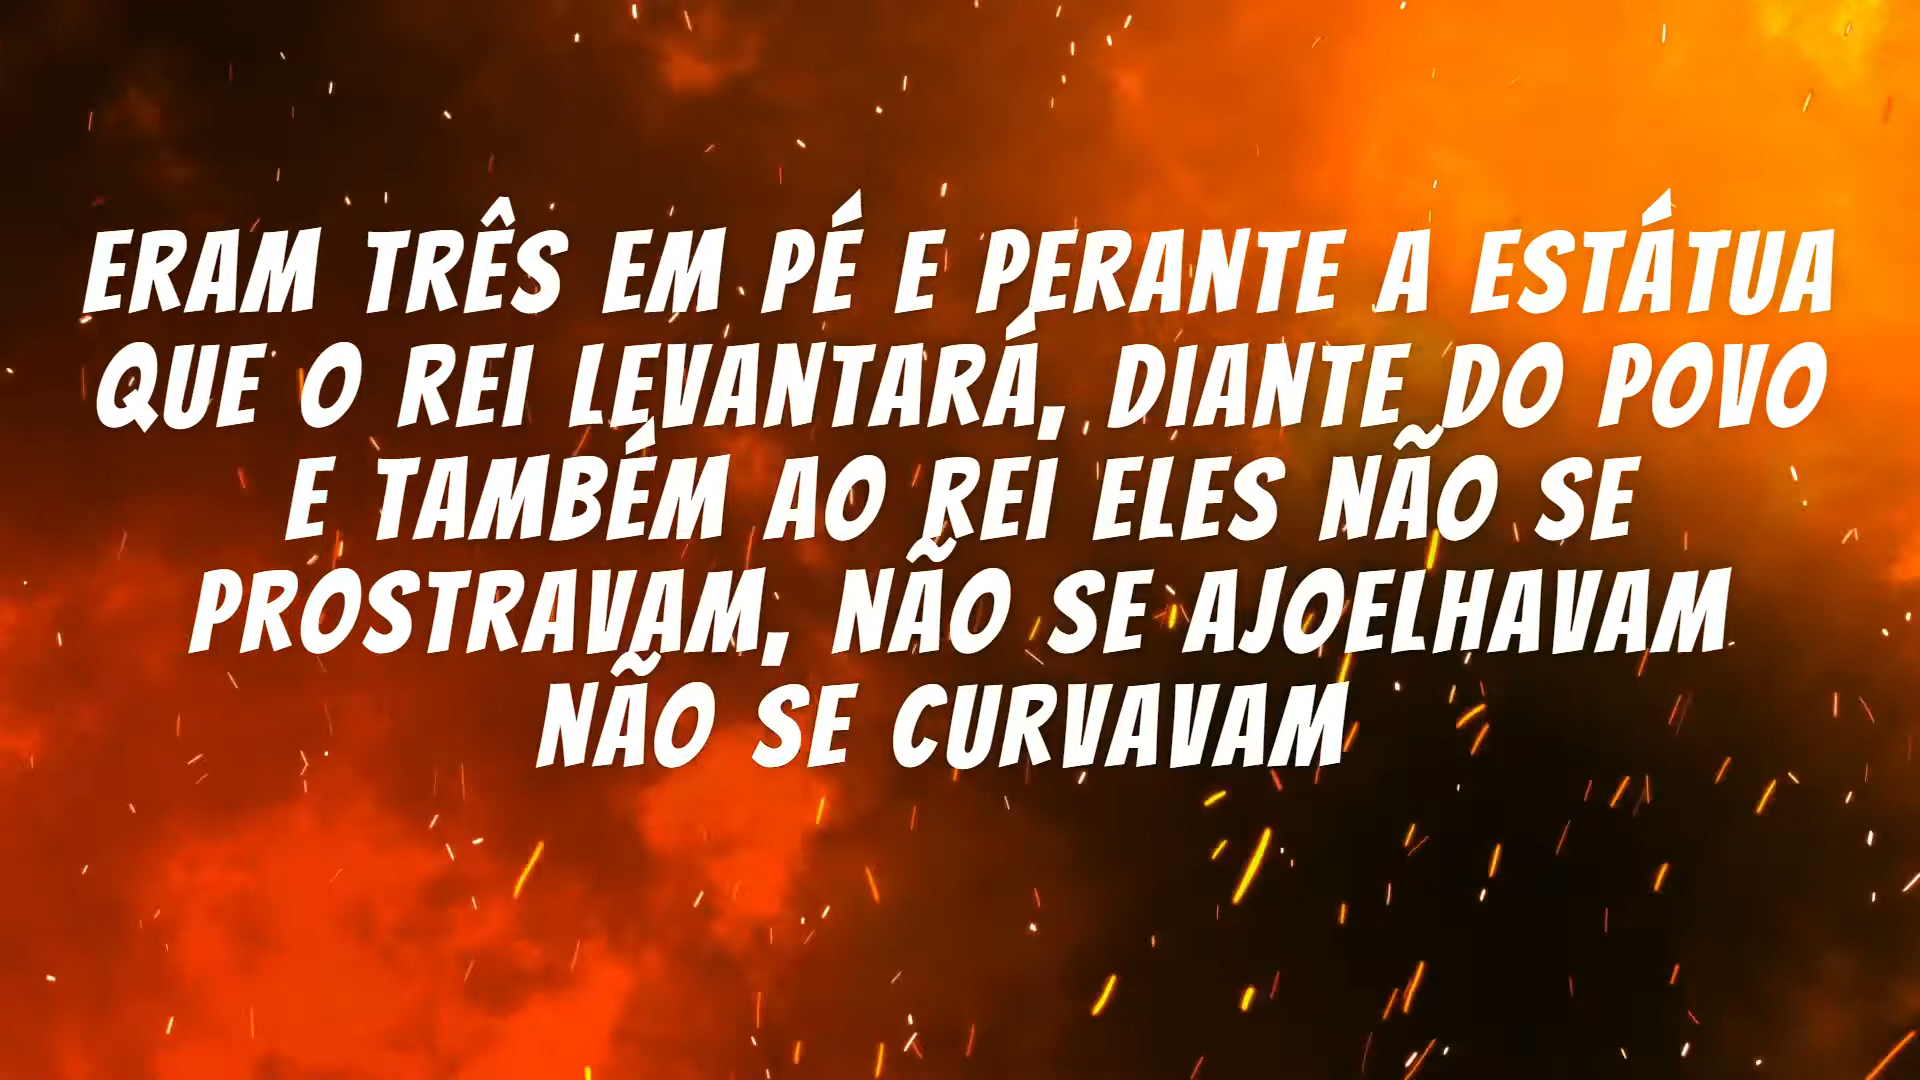 ERAM TRÊS EM PÉ E PERANTE A ESTÁTUA
QUE O REI LEVANTARÁ, DIANTE DO POVO
E TAMBÉM AO REI ELES NÃO SE
PROSTRAVAM, NÃO SE AJOELHAVAM
NÃO SE CURVAVAM